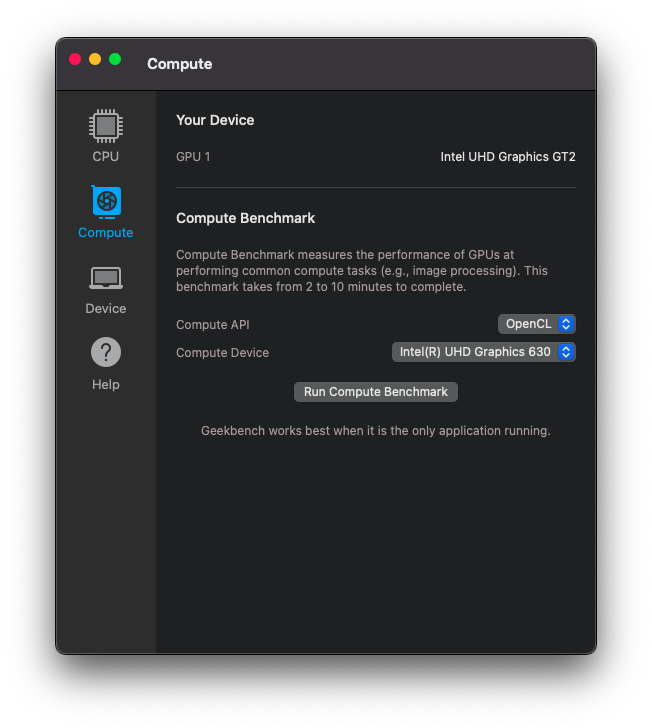 Compute
CPU
Compute
Device
Help
Your Device
GPU 1 Intel UHD Graphics GT2
Compute Benchmark
Compute Benchmark measures the performance of GPUs at
performing common compute tasks (e.g., image processing). This
benchmark takes from 2 to 10 minutes to complete.
Compute API OpenCL
Compute Device Intel(R) UHD Graphics 630
Run Compute Benchmark
Geekbench works best when it is the only application running.